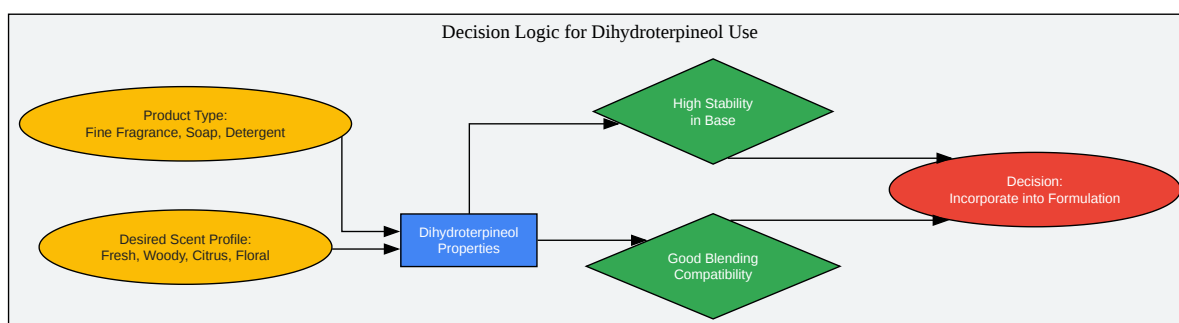 Decision Logic for Dihydroterpineol Use
Product Type:
Fine Fragrance, Soap, Detergent
Desired Scent Profile:
Fresh, Woody, Citrus, Floral
Dihydroterpineol
Properties
High Stability
in Base
Good Blending
Compatibility
Decision:
Incorporate into Formulation